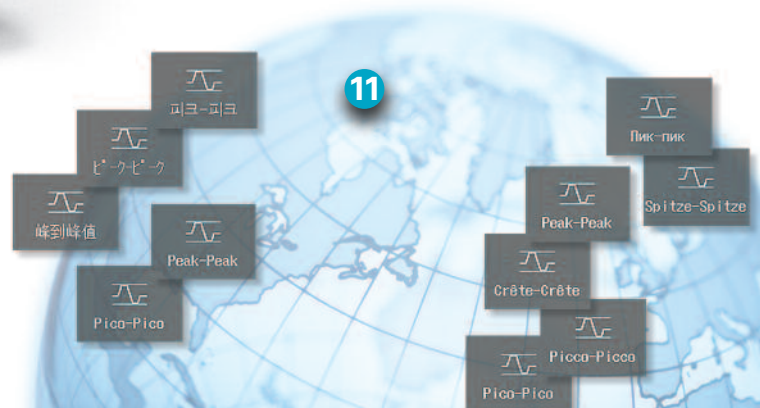 11
피크-피크
ピーク-ピーク
峰到峰值
Peak-Peak
Pico-Pico
Пик-пик
Spitze-Spitze
Peak-Peak
Crête-Crête
Picco-Picco
Pico-Pico